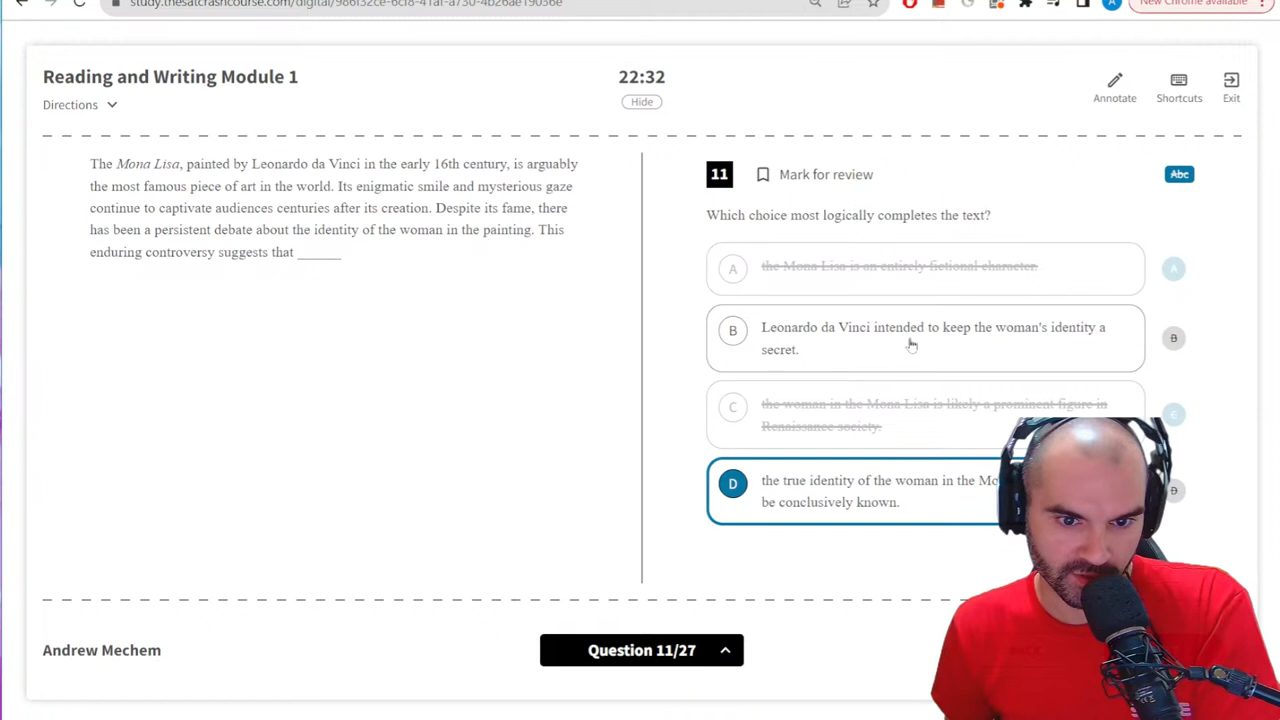 New Chrome available
Reading and Writing Module 1
22:32
Directions
Hide
Annotate
Shortcuts
Exit
The Mona Lisa, painted by Leonardo da Vinci in the early 16th century, is arguably
the most famous piece of art in the world. Its enigmatic smile and mysterious gaze
continue to captivate audiences centuries after its creation. Despite its fame, there
has been a persistent debate about the identity of the woman in the painting. This
enduring controversy suggests that ______
11
Mark for review
Abc
Which choice most logically completes the text?
A
the Mona Lisa is an entirely fictional character.
A
B
Leonardo da Vinci intended to keep the woman's identity a
secret.
B
C
the woman in the Mona Lisa is likely a prominent figure in
Renaissance society.
C
D
the true identity of the woman in the
be conclusively known.
D
Andrew Mechem
Question 11/27